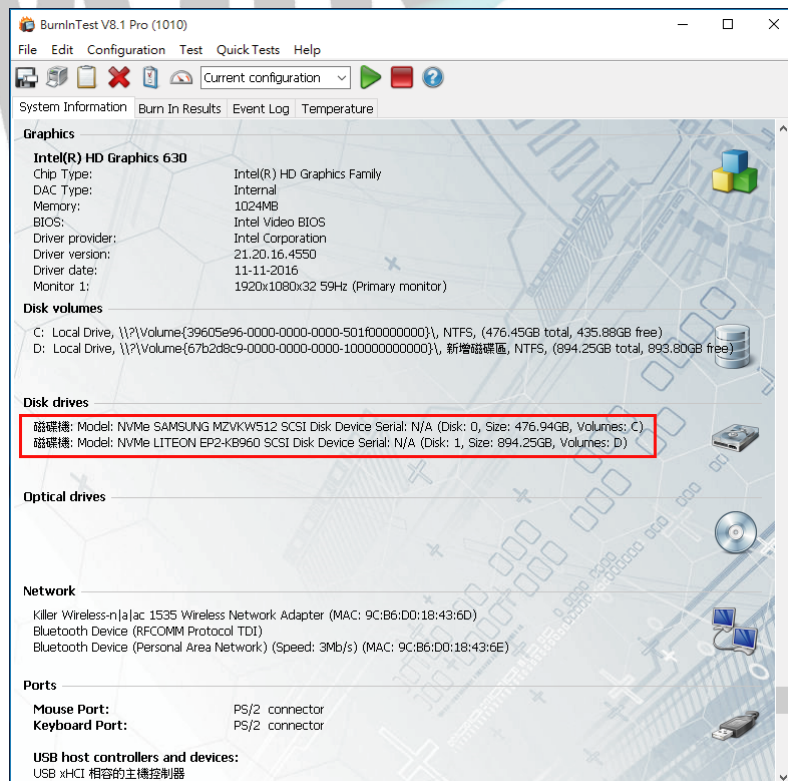 BurnInTest V8.1 Pro (1010)
File Edit Configuration Test Quick Tests Help
Current configuration
System Information Burn In Results Event Log Temperature
Graphics
Intel(R) HD Graphics 630
Chip Type: Intel(R) HD Graphics Family
DAC Type: Internal
Memory: 1024MB
BIOS: Intel Video BIOS
Driver provider: Intel Corporation
Driver version: 21.20.16.4550
Driver date: 11-11-2016
Monitor 1: 1920x1080x32 59Hz (Primary monitor)
Disk volumes
C: Local Drive, \\?\Volume{39605e96-0000-0000-0000-501f00000000}\, NTFS, (476.45GB total, 435.88GB free)
D: Local Drive, \\?\Volume{67b2d8c9-0000-0000-0000-100000000000}\, 新增磁碟區, NTFS, (894.25GB total, 893.80GB free)
Disk drives
磁碟機: Model: NVMe SAMSUNG MZVKW512 SCSI Disk Device Serial: N/A (Disk: 0, Size: 476.94GB, Volumes: C)
磁碟機: Model: NVMe LITEON EP2-KB960 SCSI Disk Device Serial: N/A (Disk: 1, Size: 894.25GB, Volumes: D)
Optical drives
Network
Killer Wireless-n|a|ac 1535 Wireless Network Adapter (MAC: 9C:B6:D0:18:43:6D)
Bluetooth Device (RFCOMM Protocol TDI)
Bluetooth Device (Personal Area Network) (Speed: 3Mb/s) (MAC: 9C:B6:D0:18:43:6E)
Ports
Mouse Port: PS/2 connector
Keyboard Port: PS/2 connector
USB host controllers and devices:
USB xHCI 相容的主機控制器